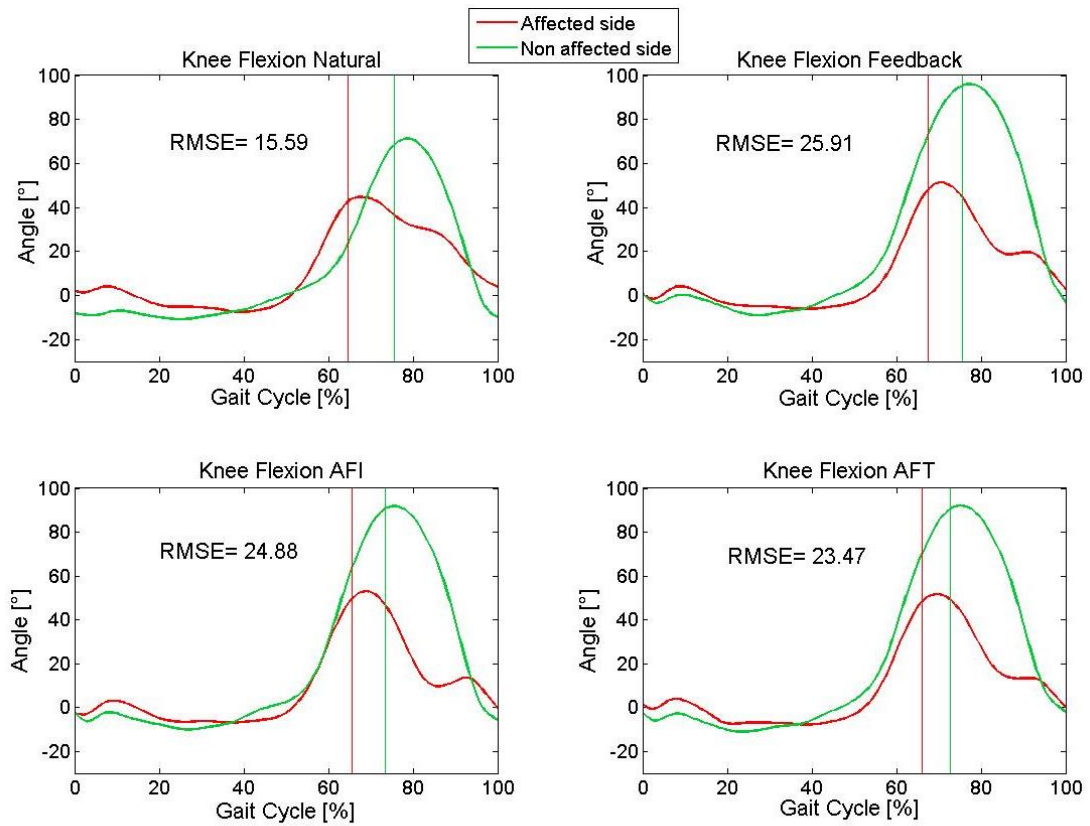 Affected side
Non affected side
Knee Flexion Natural
100
80
60
40
20
0
-20
Angle [°]
RMSE= 15.59
0 20 40 60 80 100
Gait Cycle [%]
Knee Flexion Feedback
100
80
60
40
20
0
-20
Angle [°]
RMSE= 25.91
0 20 40 60 80 100
Gait Cycle [%]
Knee Flexion AFI
100
80
60
40
20
0
-20
Angle [°]
RMSE= 24.88
0 20 40 60 80 100
Gait Cycle [%]
Knee Flexion AFT
100
80
60
40
20
0
-20
Angle [°]
RMSE= 23.47
0 20 40 60 80 100
Gait Cycle [%]